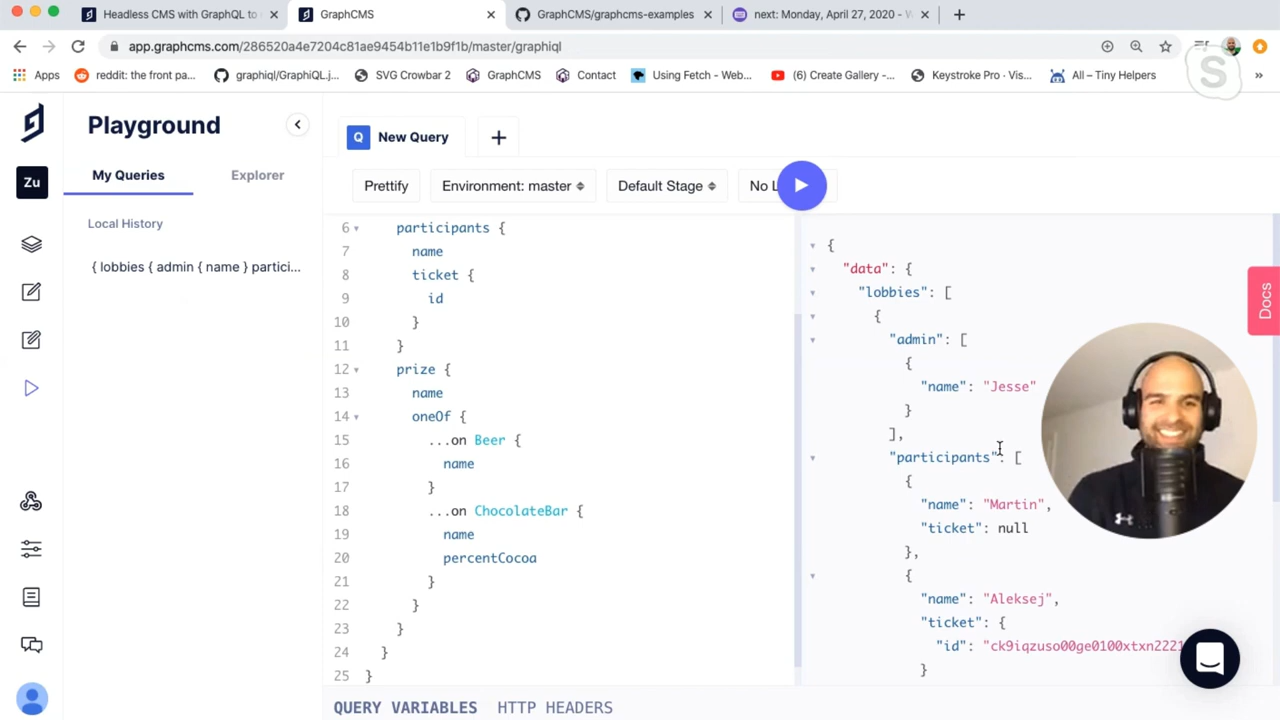 Headless CMS with GraphQL to
GraphCMS
GraphCMS/graphcms-examples
next: Monday, April 27, 2020 - W
app.graphcms.com/286520a4e7204c81ae9454b11e1b9f1b/master/graphiql
Apps
reddit: the front pa...
graphiql/GraphiQL.j...
SVG Crowbar 2
GraphCMS
Contact
Using Fetch - Web...
(6) Create Gallery -...
Keystroke Pro · Vis...
All – Tiny Helpers
»
S
Zu
Playground
My Queries
Explorer
Local History
{ lobbies { admin { name } partici...
Q New Query
+
Prettify
Environment: master
Default Stage
No L
6 participants {
7 name
8 ticket {
9 id
10 }
11 }
12 prize {
13 name
14 oneOf {
15 ...on Beer {
16 name
17 }
18 ...on ChocolateBar {
19 name
20 percentCocoa
21 }
22 }
23 }
24 }
25 }
{
"data": {
"lobbies": [
{
"admin": [
{
"name": "Jesse"
}
],
"participants": [
{
"name": "Martin",
"ticket": null
},
{
"name": "Aleksej",
"ticket": {
"id": "ck9iqzuso00ge0100xtxn2221
}
Docs
QUERY VARIABLES
HTTP HEADERS